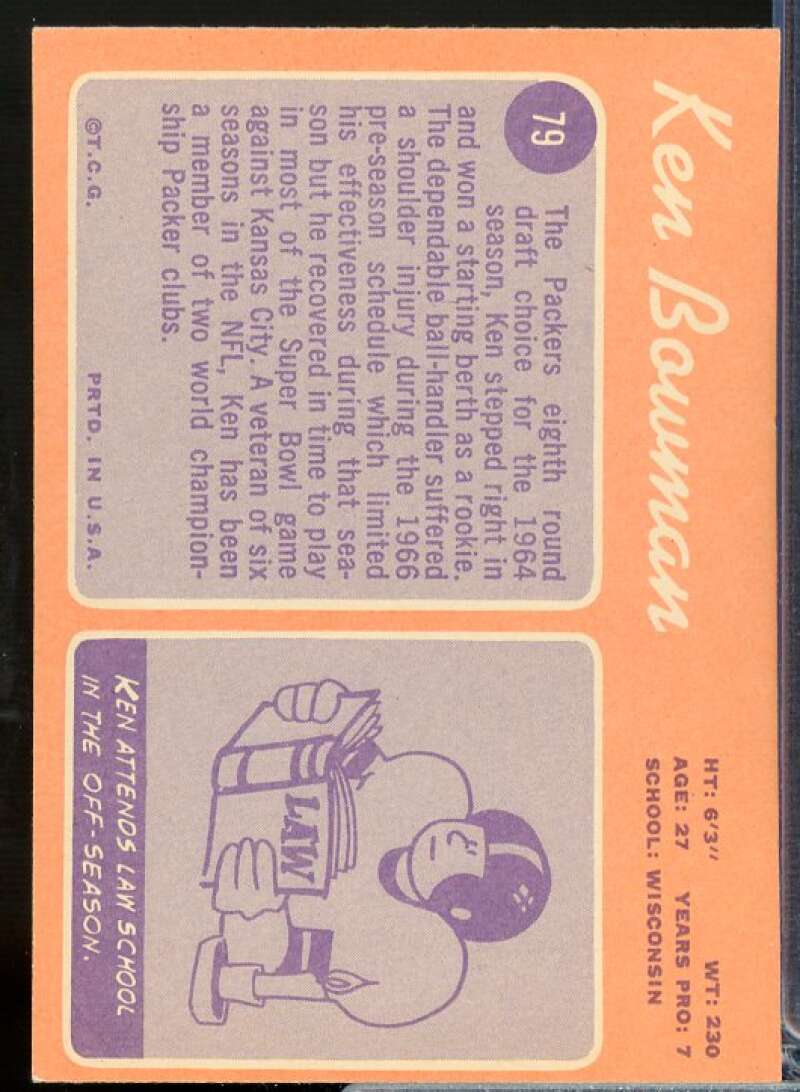 Ken Bowman
HT: 6'3'' WT: 230
AGE: 27 YEARS PRO: 7
SCHOOL: WISCONSIN
79
The Packers eighth round
draft choice for the 1964
season, Ken stepped right in
and won a starting berth as a rookie.
The dependable ball-handler suffered
a shoulder injury during the 1966
pre-season schedule which limited
his effectiveness during that sea-
son but he recovered in time to play
in most of the Super Bowl game
against Kansas City. A veteran of six
seasons in the NFL, Ken has been
a member of two world champion-
ship Packer clubs.
©T.C.G. PRTD. IN U.S.A.
LAW
KEN ATTENDS LAW SCHOOL
IN THE OFF-SEASON.